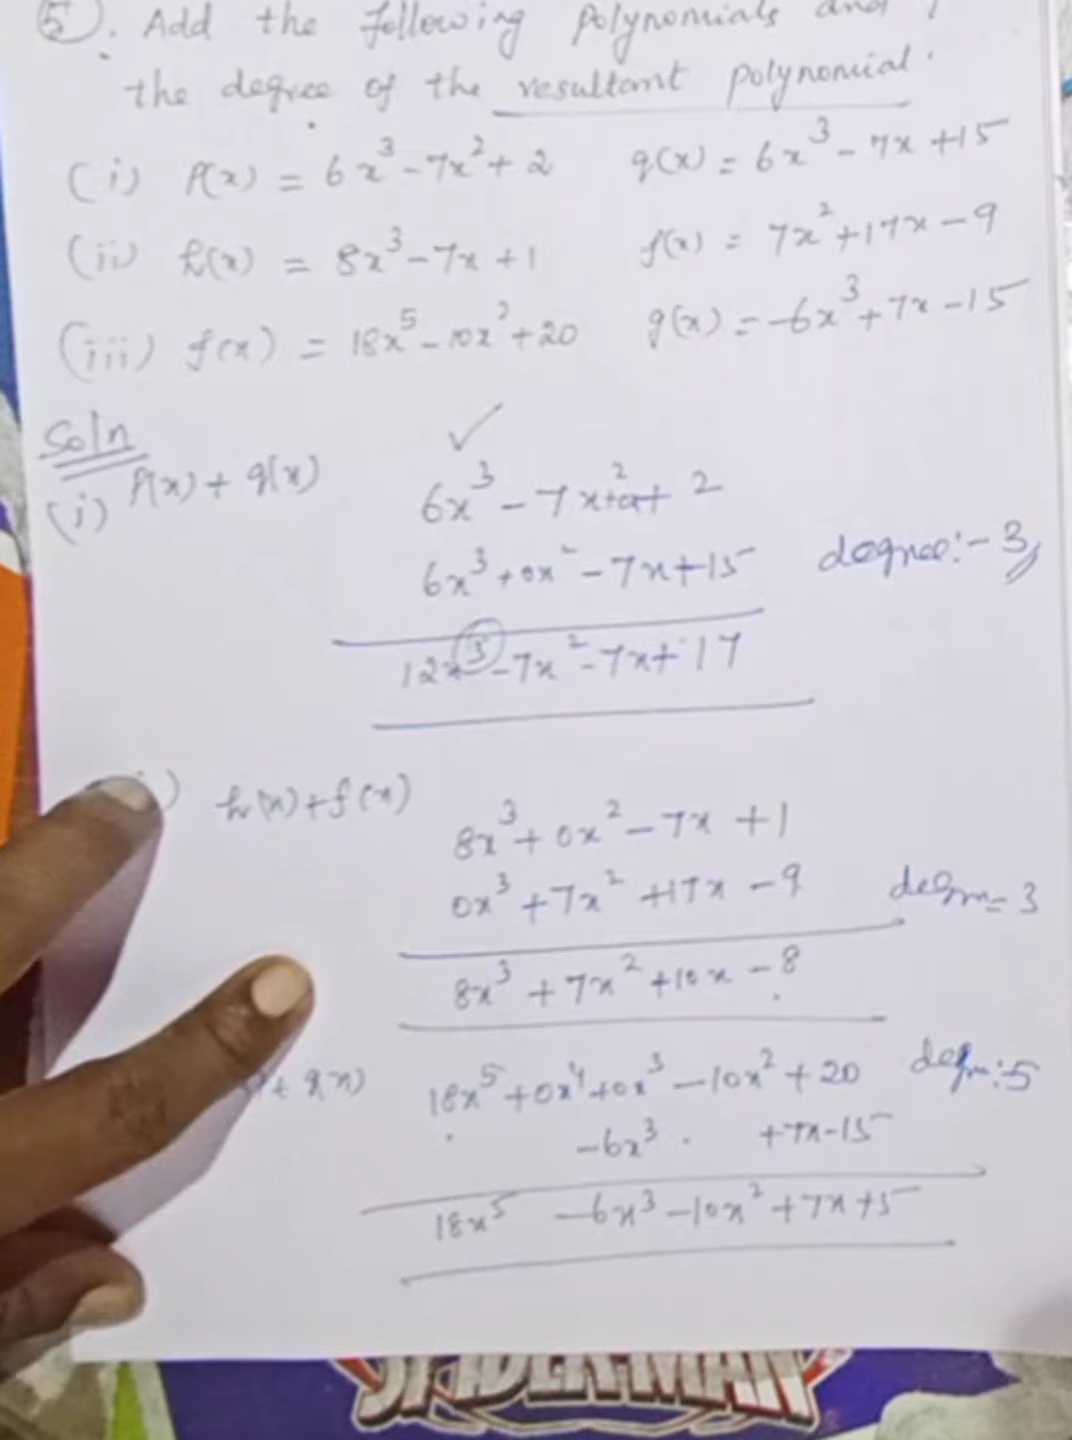 5). Add the following polynomials and
the degree of the resultant polynomial.
(i) P(x) = 6x³ - 7x² + 2 q(x) = 6x³ - 7x + 15
(ii) h(x) = 8x³ - 7x + 1 f(x) = 7x² + 17x - 9
(iii) f(x) = 18x⁵ - 10x² + 20 g(x) = -6x³ + 7x - 15
Soln
(i) P(x) + q(x) 6x³ - 7x² + 2
6x³ + 0x² - 7x + 15 degree:- 3
12x³ - 7x² - 7x + 17
) h(x) + f(x) 8x³ + 0x² - 7x + 1
0x³ + 7x² + 17x - 9 = 3
8x³ + 7x² + 10x - 8
) + g(x) 18x⁵ + 0x⁴ + 0x³ - 10x² + 20 :5
-6x³ . + 7x - 15
18x⁵ - 6x³ - 10x² + 7x + 5
SPIDER-MAN